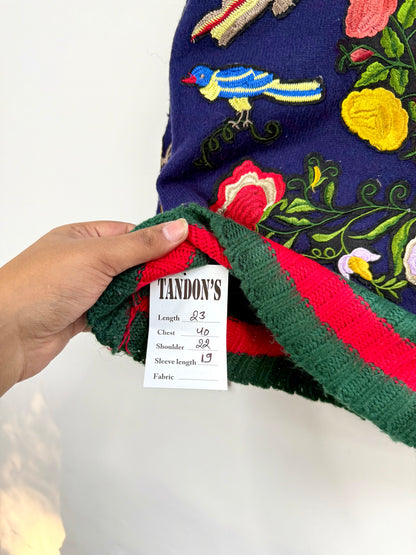 TANDON'S
Length 23
Chest 40
Shoulder 22
Sleeve length 19
Fabric